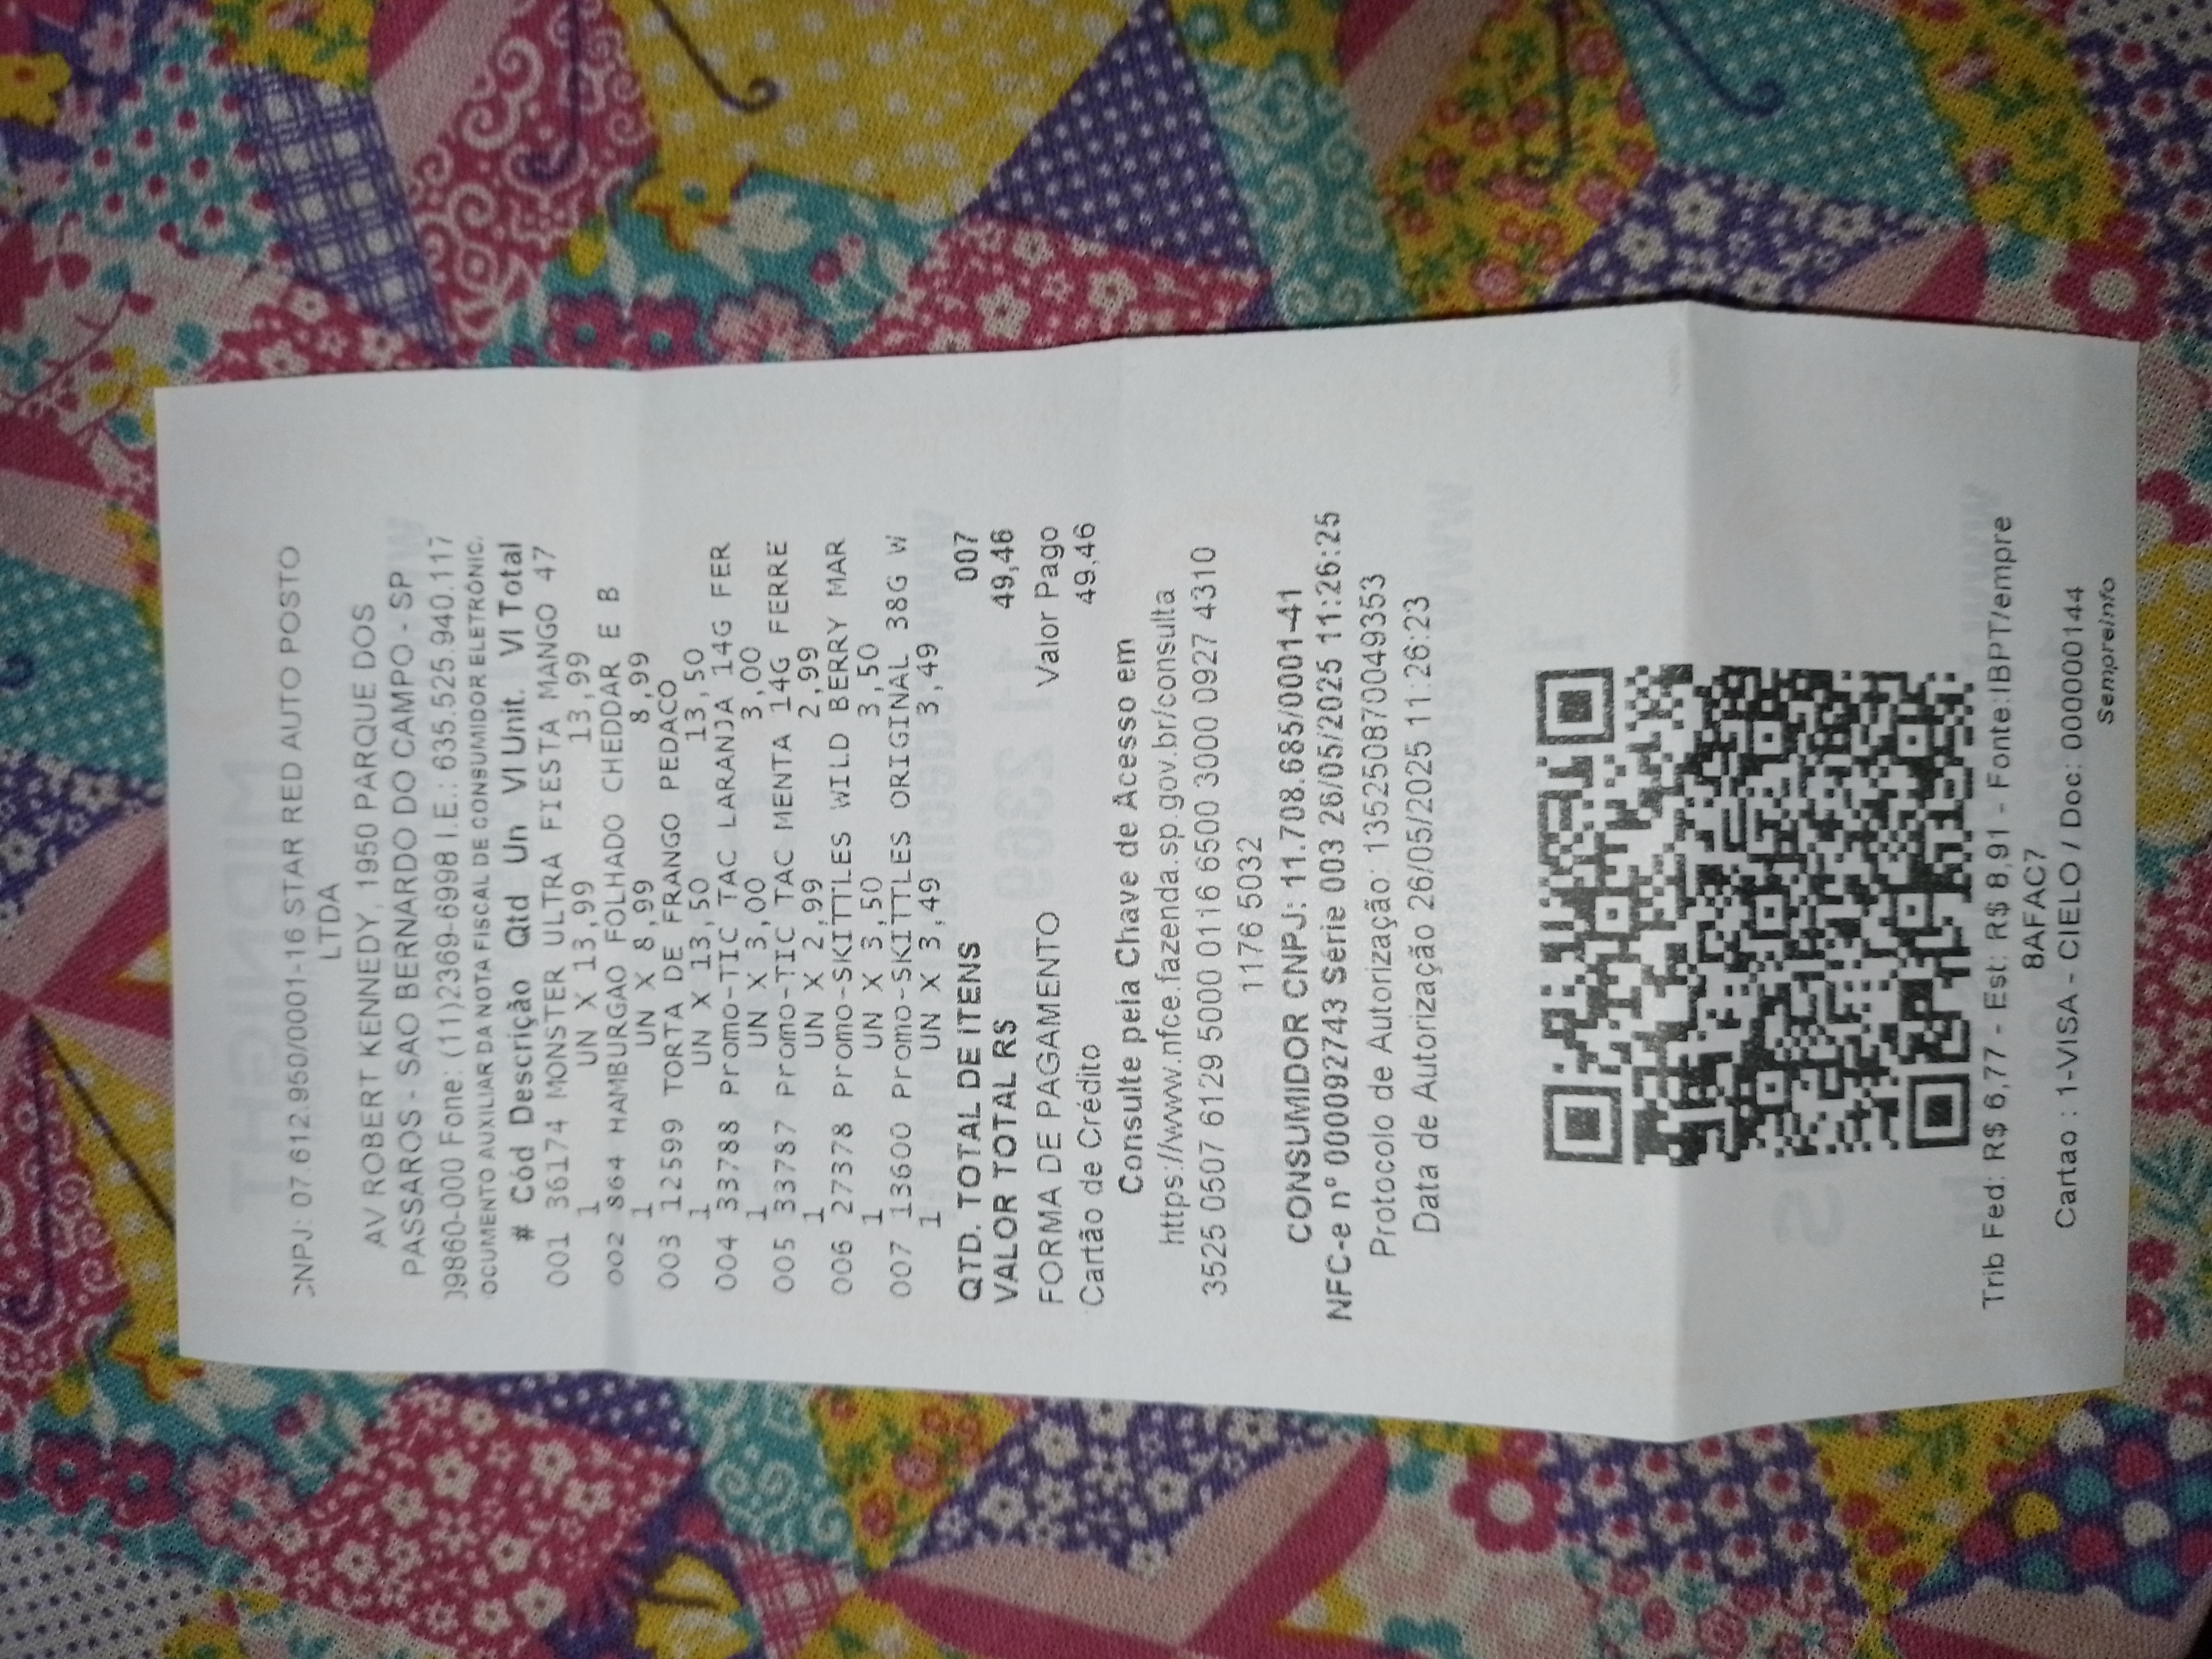 CNPJ: 07.612.950/0001-16 STAR RED AUTO POSTO
LTDA
AV ROBERT KENNEDY, 1950 PARQUE DOS
PASSAROS - SAO BERNARDO DO CAMPO - SP
09860-000 Fone: (11)2369-6998 I.E.: 635.525.940.117
OCUMENTO AUXILIAR DA NOTA FISCAL DE CONSUMIDOR ELETRÔNIC.
# Cód Descrição Qtd Un Vl Unit. Vl Total
001 36174 MONSTER ULTRA FIESTA MANGO 47
1 UN X 13,99 13,99
002 864 HAMBURGAO FOLHADO CHEDDAR E B
1 UN X 8,99 8,99
003 12599 TORTA DE FRANGO PEDACO
1 UN X 13,50 13,50
004 33788 Promo-TIC TAC LARANJA 14G FER
1 UN X 3,00 3,00
005 33787 Promo-TIC TAC MENTA 14G FERRE
1 UN X 2,99 2,99
006 27378 Promo-SKITTLES WILD BERRY MAR
1 UN X 3,50 3,50
007 13600 Promo-SKITTLES ORIGINAL 38G W
1 UN X 3,49 3,49
QTD. TOTAL DE ITENS 007
VALOR TOTAL R$ 49,46
FORMA DE PAGAMENTO Valor Pago
Cartão de Crédito 49,46
Consulte pela Chave de Acesso em
https://www.nfce.fazenda.sp.gov.br/consulta
3525 0507 6129 5000 0116 6500 3000 0927 4310
1176 5032
CONSUMIDOR CNPJ: 11.708.685/0001-41
NFC-e nº 000092743 Série 003 26/05/2025 11:26:25
Protocolo de Autorização: 135250870049353
Data de Autorização 26/05/2025 11:26:23
Trib Fed: R$ 6,77 - Est: R$ 8,91 - Fonte:IBPT/empre
8AFAC7
Cartao : 1-VISA - CIELO / Doc: 000000144
SempreInfo